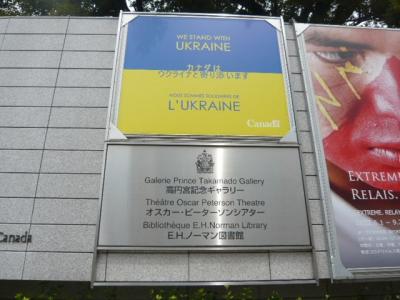 WE STAND WITH
UKRAINE
カナダは
ウクライナと寄り添います
NOUS SOMMES SOLIDAIRES DE
L'UKRAINE
Canada
Galerie Prince Takamado Gallery
高円宮記念ギャラリー
Théâtre Oscar Peterson Theatre
オスカー・ピーターソンシアター
Bibliothèque E.H.Norman Library
E.H.ノーマン図書館
Canada
EXTREME
RELAIS.
EXTREME. RELAY